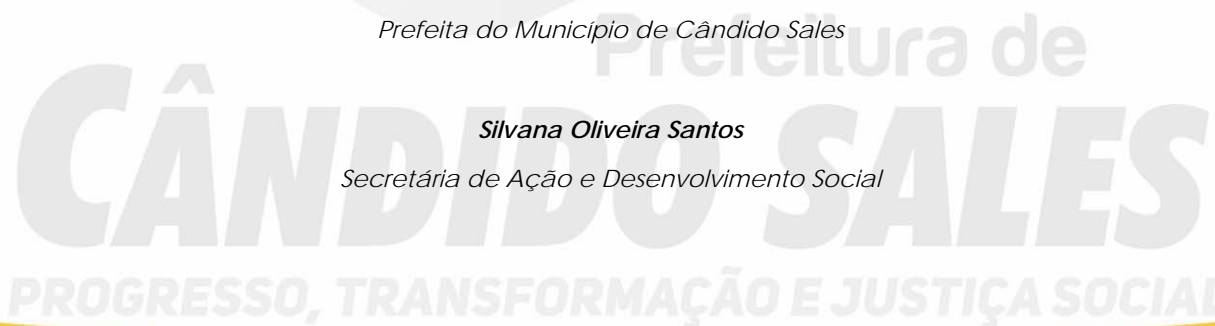 Prefeita do Município de Cândido Sales
Prefeitura de
CÂNDIDO SALES
Silvana Oliveira Santos
Secretária de Ação e Desenvolvimento Social
PROGRESSO, TRANSFORMAÇÃO E JUSTIÇA SOCIAL